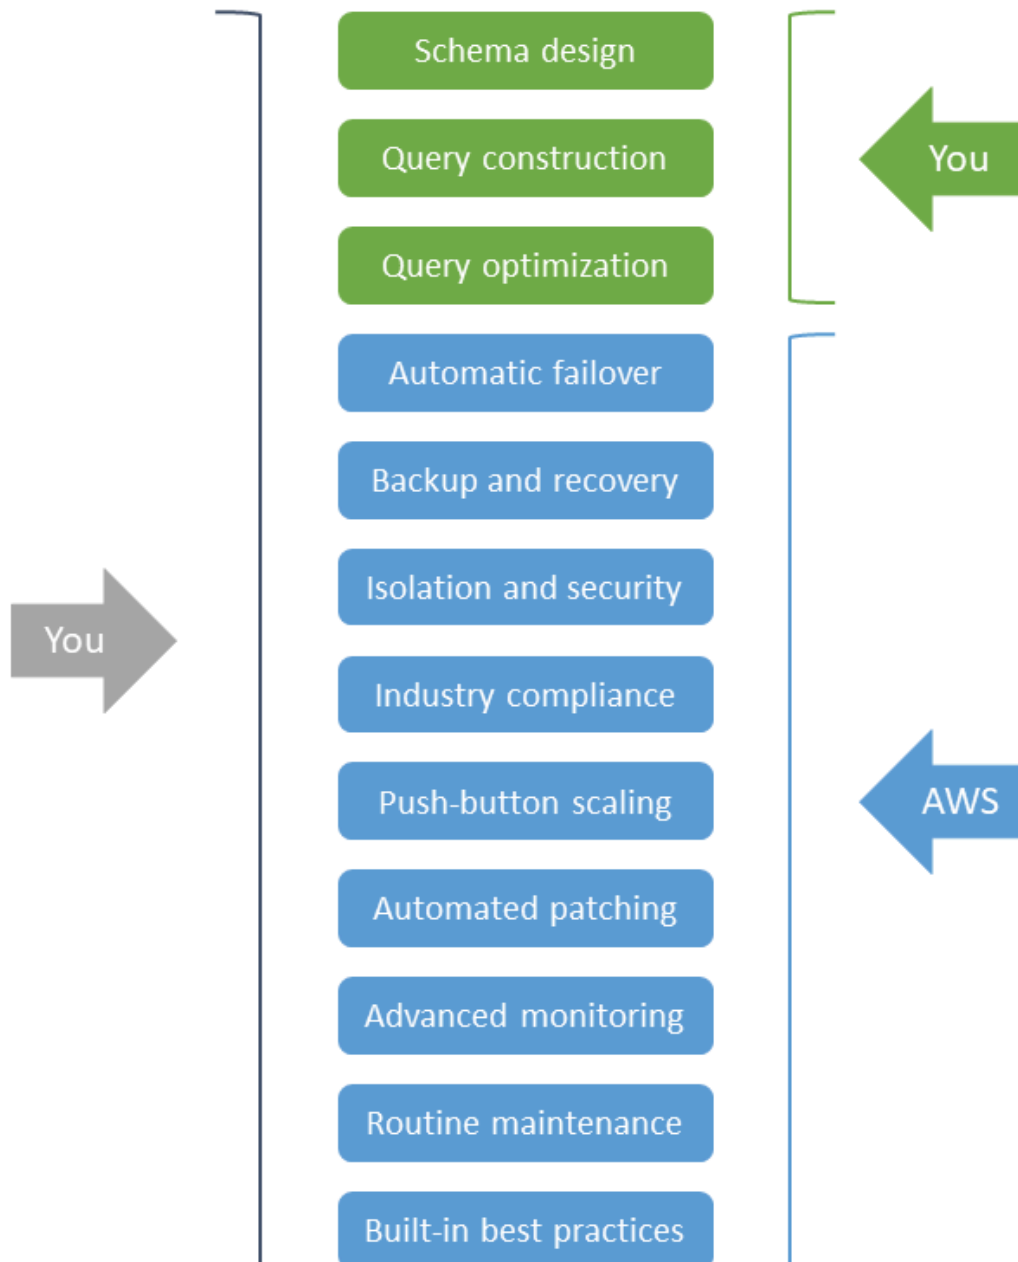 Schema design
Query construction
You
Query optimization
Automatic failover
Backup and recovery
Isolation and security
You
Industry compliance
Push-button scaling
AWS
Automated patching
Advanced monitoring
Routine maintenance
Built-in best practices